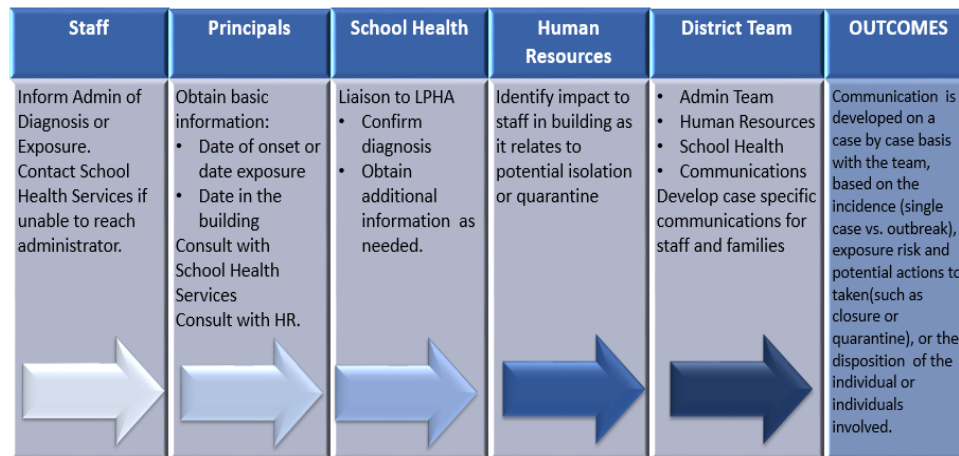 Staff
Inform Admin of
Diagnosis or
Exposure.
Contact School
Health Services if
unable to reach
administrator.
Principals
Obtain basic
information:
• Date of onset or
date exposure
• Date in the
building
Consult with
School Health
Services
Consult with HR.
School Health
Liaison to LPHA
• Confirm
diagnosis
• Obtain
additional
information as
needed.
Human
Resources
Identify impact to
staff in building as
it relates to
potential isolation
or quarantine
District Team
• Admin Team
• Human Resources
• School Health
• Communications
Develop case specific
communications for
staff and families
OUTCOMES
Communication is
developed on a
case by case basis
with the team,
based on the
incidence (single
case vs. outbreak),
exposure risk and
potential actions to
taken(such as
closure or
quarantine), or the
disposition of the
individual or
individuals
involved.